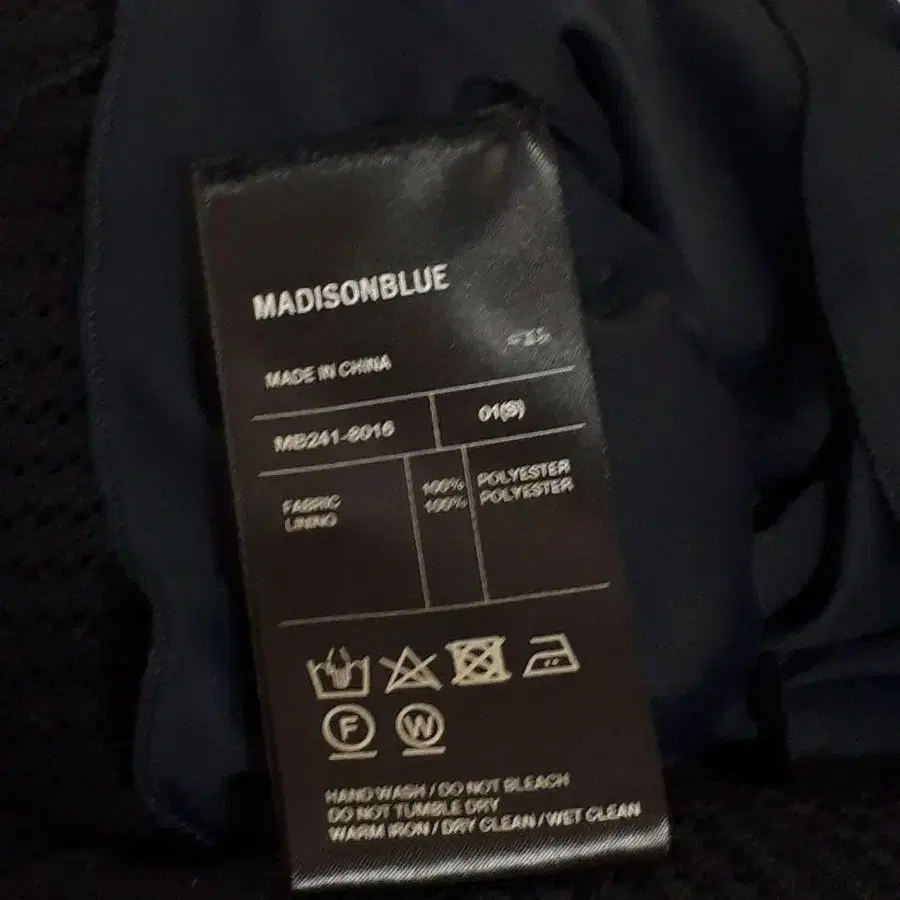 MADISONBLUE
MADE IN CHINA
MB241-6016 01(S)
FABRIC 100% POLYESTER
LINING 100% POLYESTER
F W
HAND WASH / DO NOT BLEACH
DO NOT TUMBLE DRY
WARM IRON / DRY CLEAN / WET CLEAN